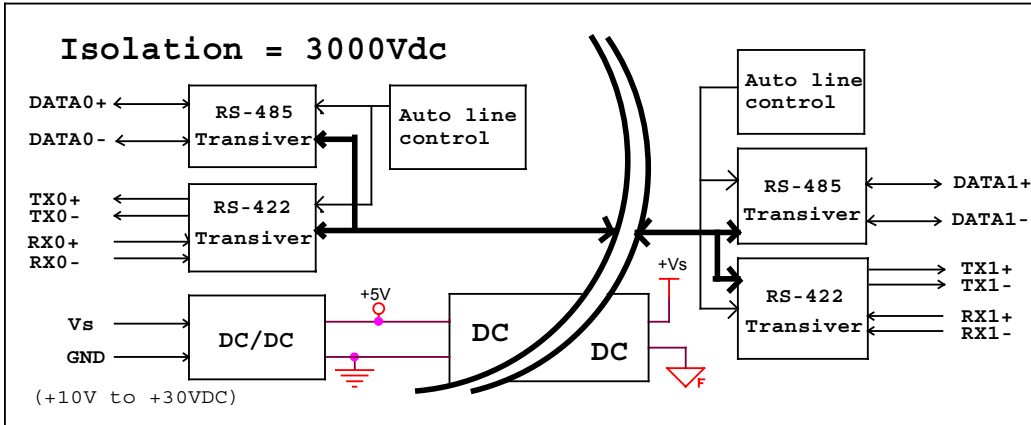 Isolation = 3000Vdc
DATA0+
DATA0-
RS-485
Transiver
Auto line
control
TX0+
TX0-
RX0+
RX0-
RS-422
Transiver
Vs
GND
DC/DC
+5V
(+10V to +30VDC)
DC
DC
+Vs
F
Auto line
control
RS-485
Transiver
DATA1+
DATA1-
RS-422
Transiver
TX1+
TX1-
RX1+
RX1-